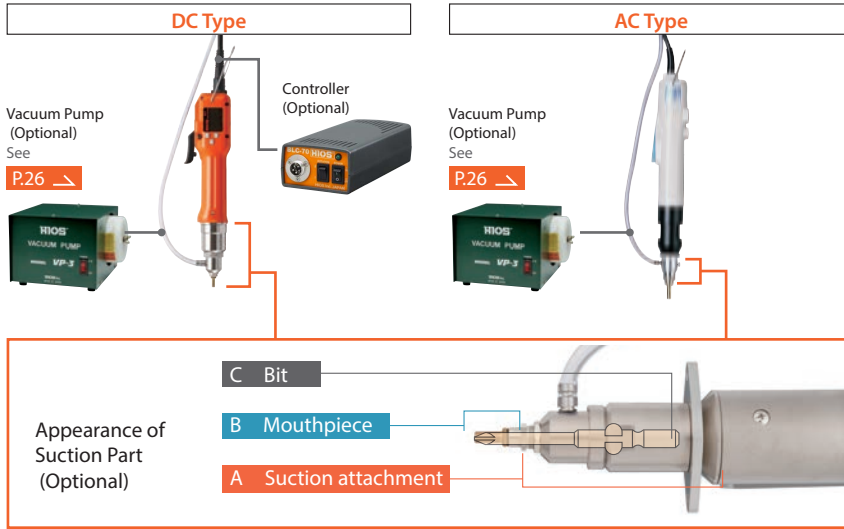 DC Type
AC Type
Vacuum Pump
(Optional)
See
P.26
Controller
(Optional)
SLC-70 HIOS
HIOS
VACUUM PUMP
VP-3
Vacuum Pump
(Optional)
See
P.26
HIOS
VACUUM PUMP
VP-3
C Bit
B Mouthpiece
A Suction attachment
Appearance of
Suction Part
(Optional)